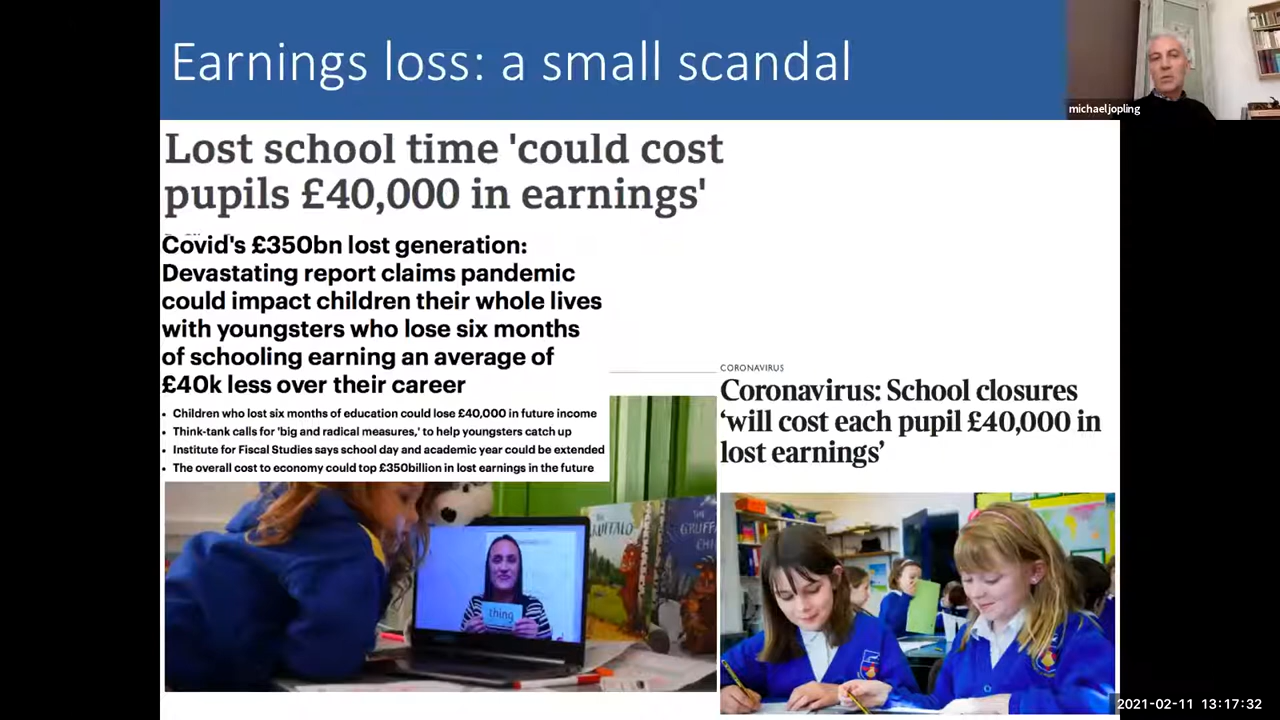 Earnings loss: a small scandal
michael jopling
Lost school time 'could cost
pupils £40,000 in earnings'
Covid's £350bn lost generation:
Devastating report claims pandemic
could impact children their whole lives
with youngsters who lose six months
of schooling earning an average of
£40k less over their career
• Children who lost six months of education could lose £40,000 in future income
• Think-tank calls for 'big and radical measures,' to help youngsters catch up
• Institute for Fiscal Studies says school day and academic year could be extended
• The overall cost to economy could top £350billion in lost earnings in the future
CORONAVIRUS
Coronavirus: School closures
‘will cost each pupil £40,000 in
lost earnings’
THE
thing
2021-02-11 13:17:32